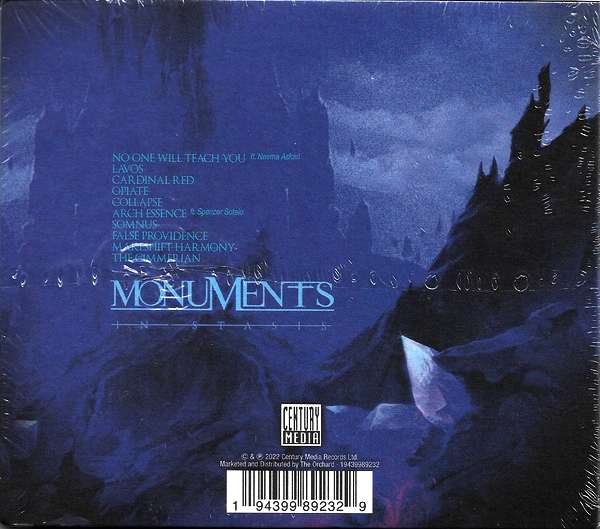 NO ONE WILL TEACH YOU ft. Neema Askari
LAVOS
CARDINAL RED
OPIATE
COLLAPSE
ARCH ESSENCE ft. Spencer Sotelo
SOMNUS
FALSE PROVIDENCE
MAKESHIFT HARMONY
THE CIMMERIAN
MONUMENTS
IN STASIS
CENTURY
MEDIA
© & ℗ 2022 Century Media Records Ltd.
Marketed and Distributed by The Orchard · 19439989232
1 94399 89232 9